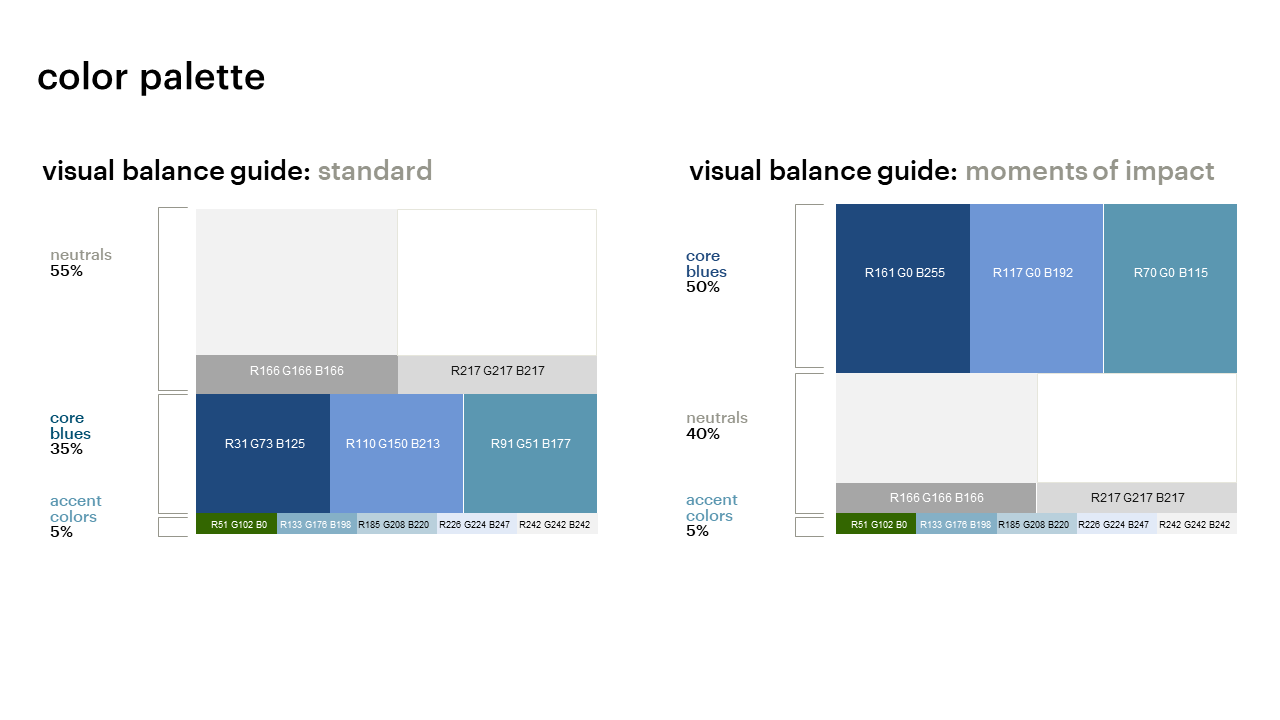 color palette
visual balance guide: standard
neutrals
55%
R166 G166 B166
R217 G217 B217
core
blues
35%
R31 G73 B125
R110 G150 B213
R91 G51 B177
accent
colors
5%
R51 G102 B0
R133 G176 B198
R185 G208 B220
R226 G224 B247
R242 G242 B242
visual balance guide: moments of impact
core
blues
50%
R161 G0 B255
R117 G0 B192
R70 G0 B115
neutrals
40%
R166 G166 B166
R217 G217 B217
accent
colors
5%
R51 G102 B0
R133 G176 B198
R185 G208 B220
R226 G224 B247
R242 G242 B242